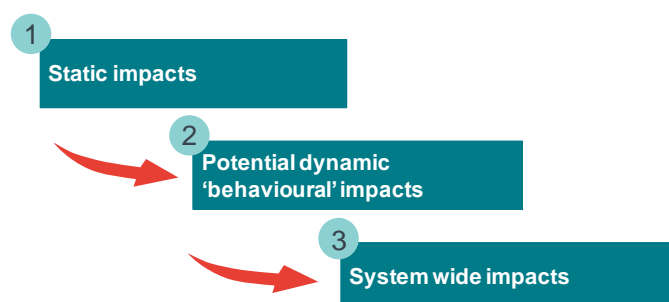 1
Static impacts
2
Potential dynamic
‘behavioural’ impacts
3
System wide impacts